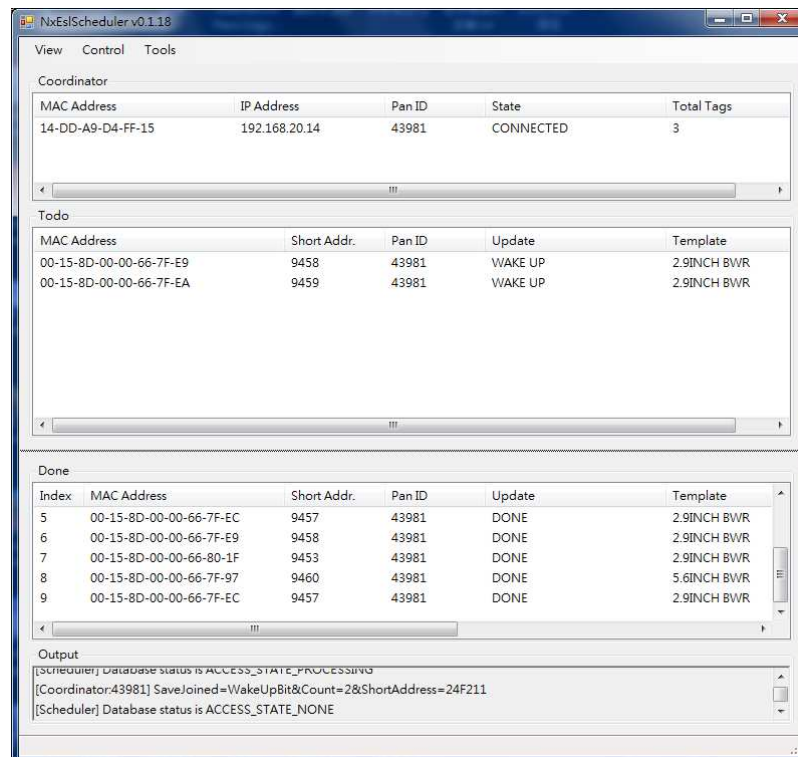 NxEslScheduler v0.1.18
View Control Tools
Coordinator
MAC Address IP Address Pan ID State Total Tags
14-DD-A9-D4-FF-15 192.168.20.14 43981 CONNECTED 3
Todo
MAC Address Short Addr. Pan ID Update Template
00-15-8D-00-00-66-7F-E9 9458 43981 WAKE UP 2.9INCH BWR
00-15-8D-00-00-66-7F-EA 9459 43981 WAKE UP 2.9INCH BWR
Done
Index MAC Address Short Addr. Pan ID Update Template
5 00-15-8D-00-00-66-7F-EC 9457 43981 DONE 2.9INCH BWR
6 00-15-8D-00-00-66-7F-E9 9458 43981 DONE 2.9INCH BWR
7 00-15-8D-00-00-66-80-1F 9453 43981 DONE 2.9INCH BWR
8 00-15-8D-00-00-66-7F-97 9460 43981 DONE 5.6INCH BWR
9 00-15-8D-00-00-66-7F-EC 9457 43981 DONE 2.9INCH BWR
Output
[Scheduler] Database status is ACCESS_STATE_PROCESSING
[Coordinator:43981] SaveJoined=WakeUpBit&Count=2&ShortAddress=24F211
[Scheduler] Database status is ACCESS_STATE_NONE